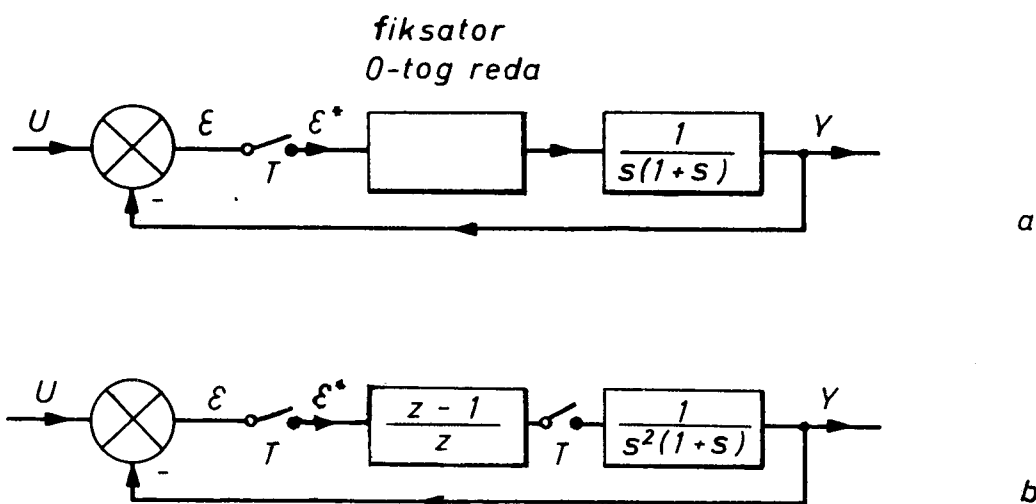 fiksator
0-tog reda
U ε ε* 1 Y
T s(1+s)
-
a
U ε ε* z - 1 1 Y
T z T s²(1+s)
-
b